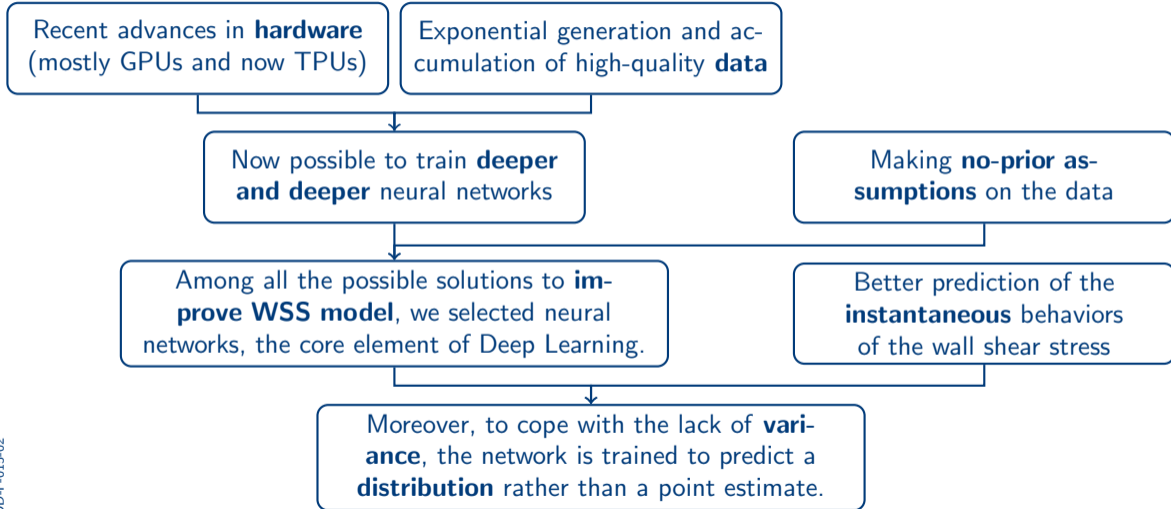 Recent advances in hardware
(mostly GPUs and now TPUs)
Exponential generation and ac-
cumulation of high-quality data
Now possible to train deeper
and deeper neural networks
Making no-prior as-
sumptions on the data
Among all the possible solutions to im-
prove WSS model, we selected neural
networks, the core element of Deep Learning.
Better prediction of the
instantaneous behaviors
of the wall shear stress
Moreover, to cope with the lack of vari-
ance, the network is trained to predict a
distribution rather than a point estimate.